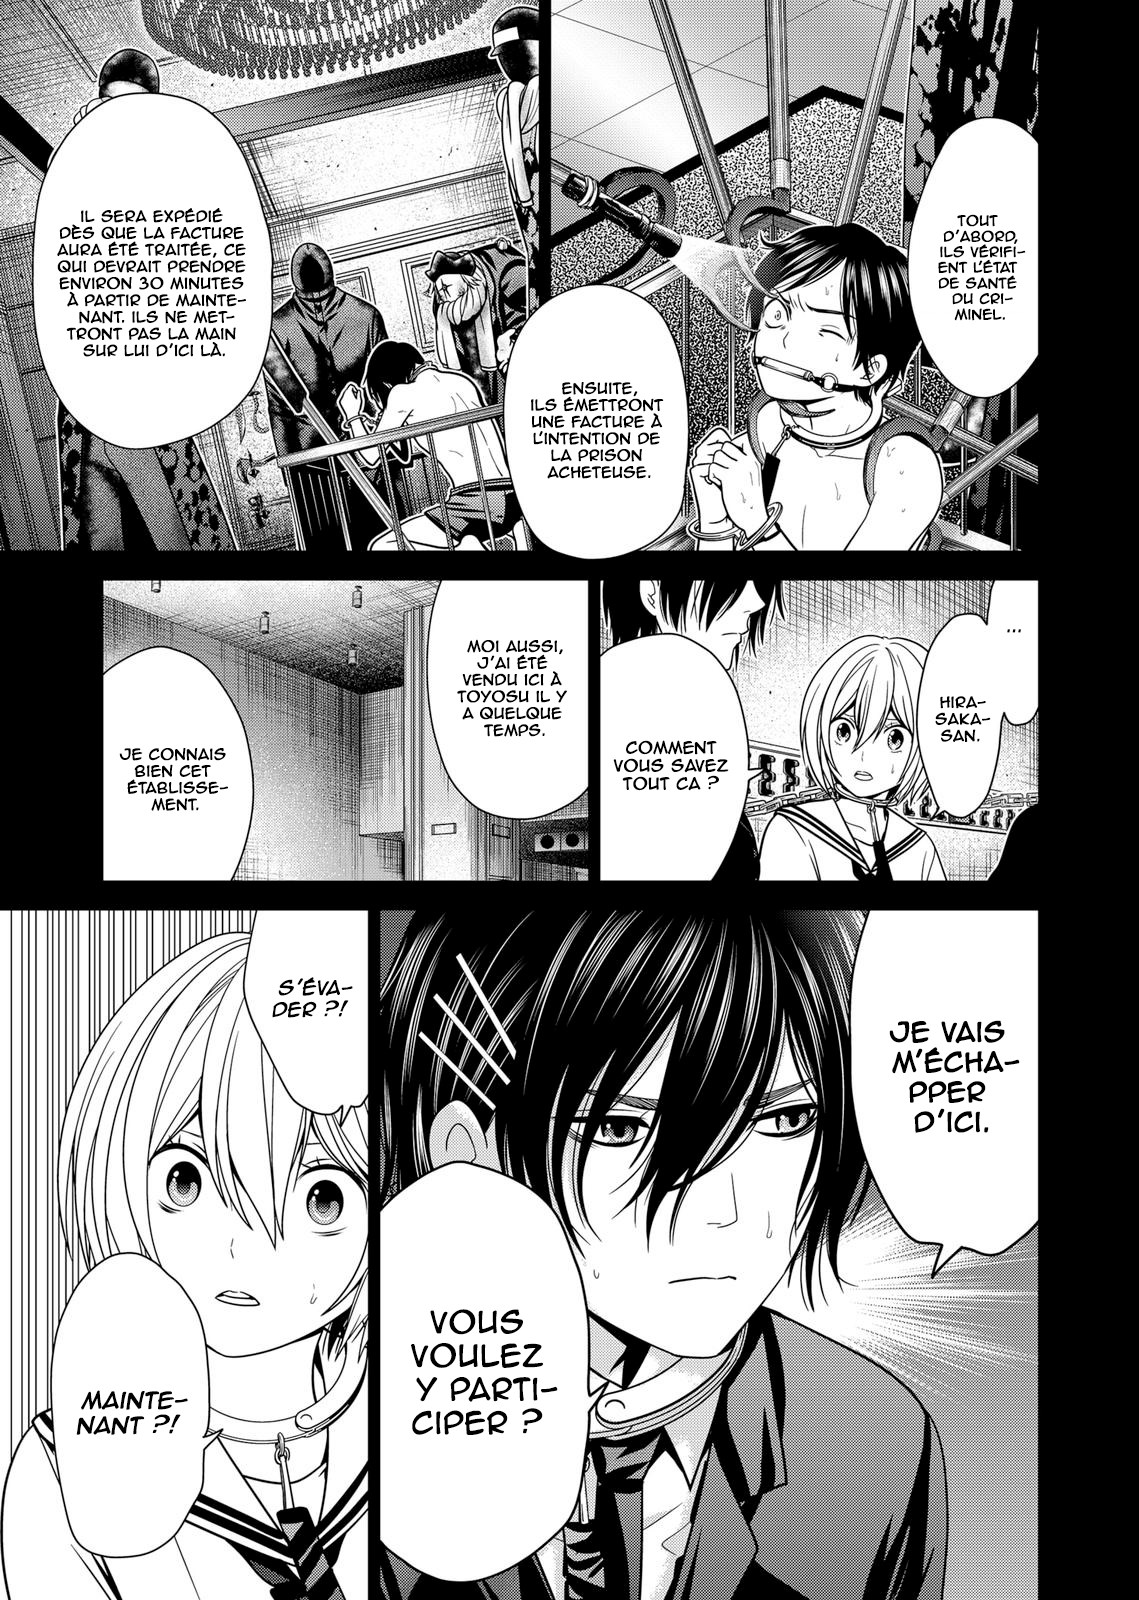 TOUT
D'ABORD,
ILS VÉRIFI-
ENT L'ÉTAT
DE SANTÉ
DU CRI-
MINEL.
ENSUITE,
ILS ÉMETTRONT
UNE FACTURE À
L'INTENTION DE
LA PRISON
ACHETEUSE.
IL SERA EXPÉDIÉ
DÈS QUE LA FACTURE
AURA ÉTÉ TRAITÉE, CE
QUI DEVRAIT PRENDRE
ENVIRON 30 MINUTES
À PARTIR DE MAINTE-
NANT. ILS NE MET-
TRONT PAS LA MAIN
SUR LUI D'ICI LÀ.
...
HIRA-
SAKA-
SAN.
COMMENT
VOUS SAVEZ
TOUT CA ?
MOI AUSSI,
J'AI ÉTÉ
VENDU ICI À
TOYOSU IL Y
A QUELQUE
TEMPS.
JE CONNAIS
BIEN CET
ÉTABLISSE-
MENT.
JE VAIS
M'ÉCHA-
PPER
D'ICI.
VOUS
VOULEZ
Y PARTI-
CIPER ?
S'ÉVA-
DER ?!
MAINTE-
NANT ?!